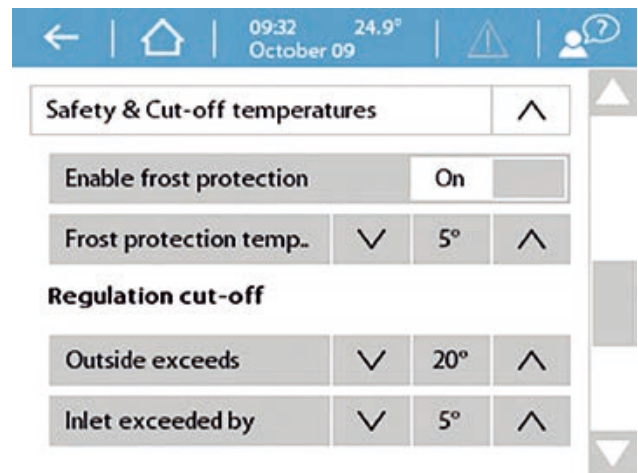 09:32 24.9°
October 09
?
Safety & Cut-off temperatures
Enable frost protection On
Frost protection temp.. 5°
Regulation cut-off
Outside exceeds 20°
Inlet exceeded by 5°